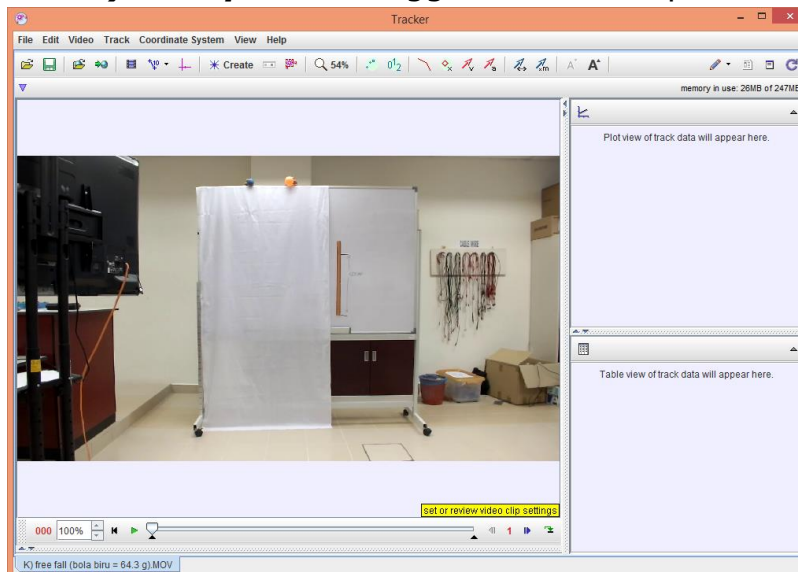 Tracker
File Edit Video Track Coordinate System View Help
Create 54%
memory in use: 26MB of 247MB
Plot view of track data will appear here.
Table view of track data will appear here.
set or review video clip settings
000 100% 1
K) free fall (bola biru = 64.3 g).MOV